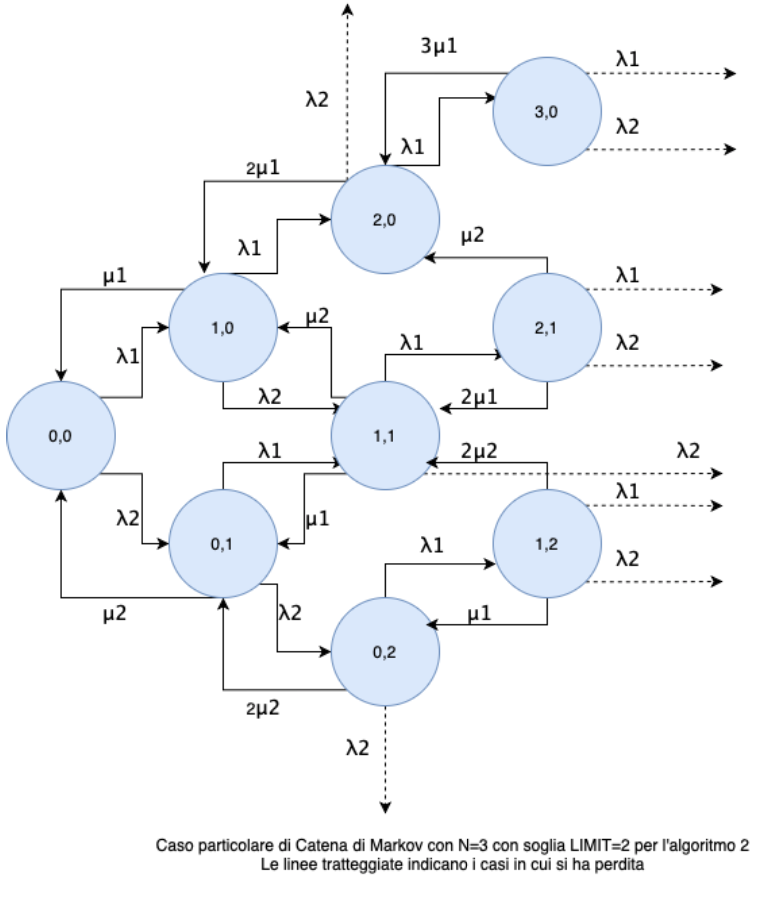 3μ1
λ1
λ2
3,0
λ2
λ1
2μ1
2,0
λ1
μ2
μ1
λ1
1,0
μ2
λ1
2,1
λ2
λ1
λ2
2μ1
0,0
λ1
1,1
2μ2
λ2
λ1
λ2
0,1
μ1
λ1
1,2
λ2
μ2
λ2
μ1
0,2
2μ2
λ2
Caso particolare di Catena di Markov con N=3 con soglia LIMIT=2 per l'algoritmo 2
Le linee tratteggiate indicano i casi in cui si ha perdita